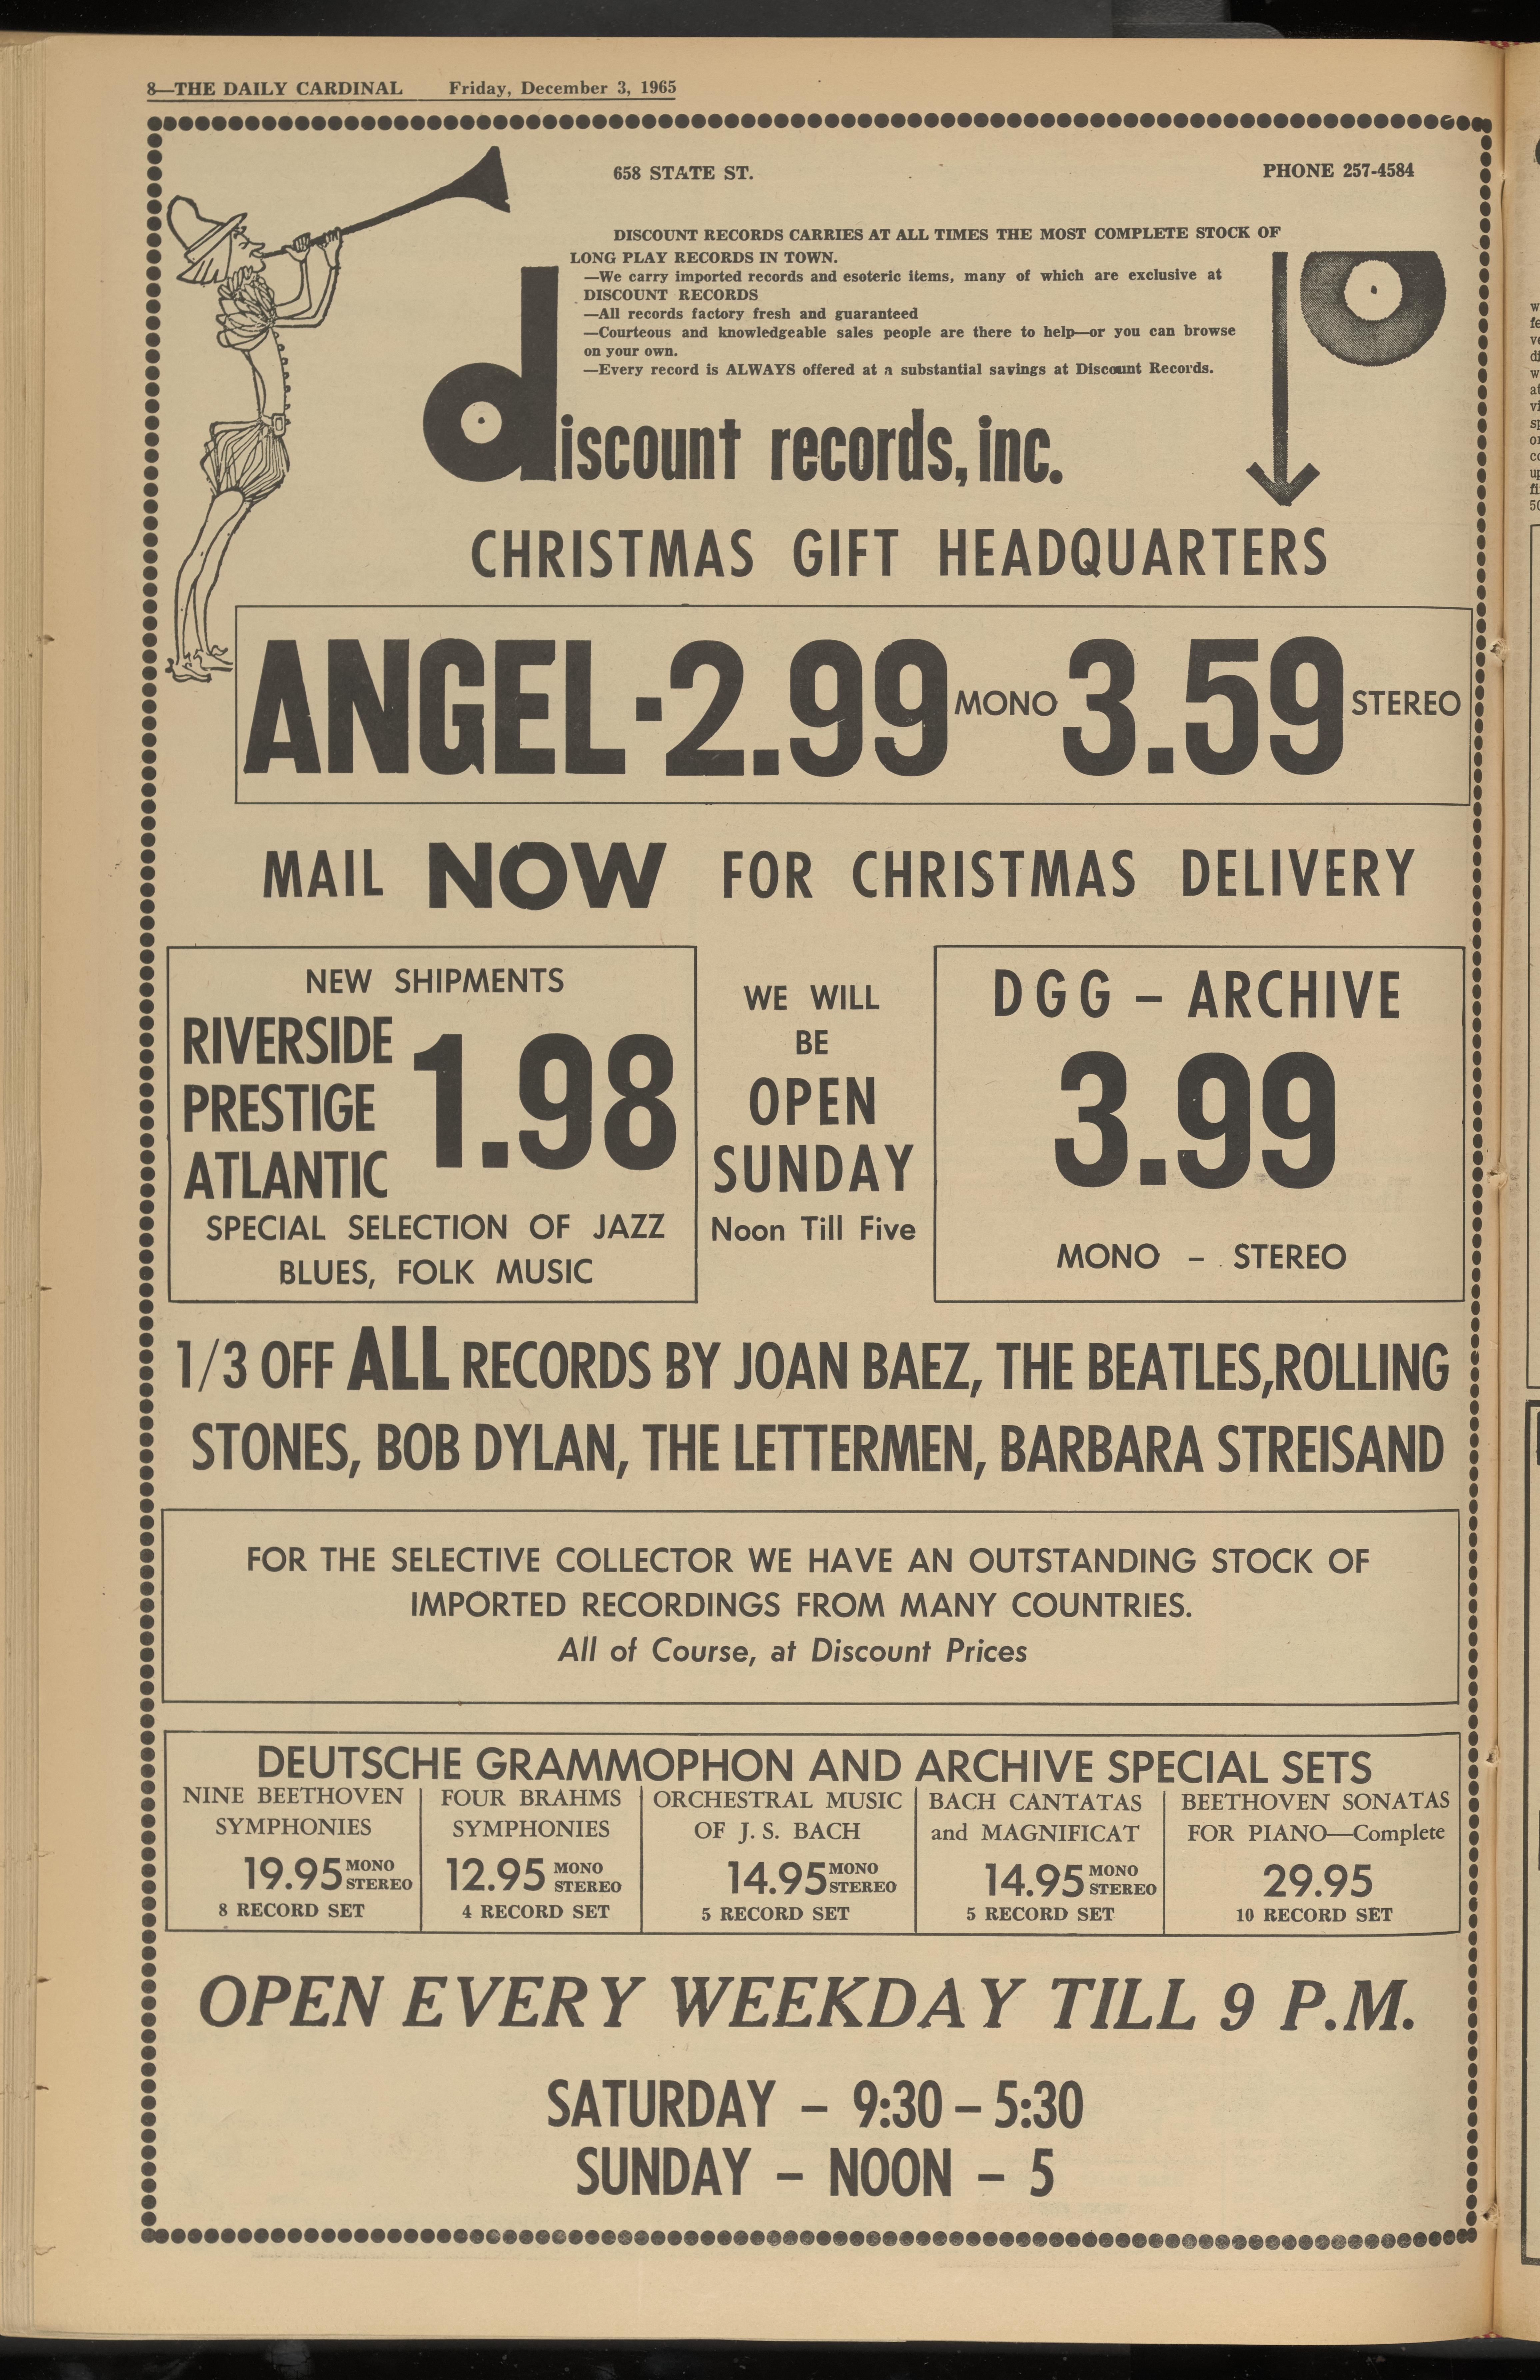 8—THE DAILY CARDINAL Friday, December 3, 1965
658 STATE ST. PHONE 257-4584
DISCOUNT RECORDS CARRIES AT ALL TIMES THE MOST COMPLETE STOCK OF
LONG PLAY RECORDS IN TOWN.
—We carry imported records and esoteric items, many of which are exclusive at
DISCOUNT RECORDS
—All records factory fresh and guaranteed
—Courteous and knowledgeable sales people are there to help—or you can browse
on your own.
—Every record is ALWAYS offered at a substantial savings at Discount Records.
discount records, inc.
CHRISTMAS GIFT HEADQUARTERS
ANGEL-2.99 MONO 3.59 STEREO
MAIL NOW FOR CHRISTMAS DELIVERY
NEW SHIPMENTS
RIVERSIDE
PRESTIGE
ATLANTIC
1.98
SPECIAL SELECTION OF JAZZ
BLUES, FOLK MUSIC
WE WILL
BE
OPEN
SUNDAY
Noon Till Five
DGG – ARCHIVE
3.99
MONO – STEREO
1/3 OFF ALL RECORDS BY JOAN BAEZ, THE BEATLES,ROLLING
STONES, BOB DYLAN, THE LETTERMEN, BARBARA STREISAND
FOR THE SELECTIVE COLLECTOR WE HAVE AN OUTSTANDING STOCK OF
IMPORTED RECORDINGS FROM MANY COUNTRIES.
All of Course, at Discount Prices
DEUTSCHE GRAMMOPHON AND ARCHIVE SPECIAL SETS
NINE BEETHOVEN
SYMPHONIES
19.95 MONO
STEREO
8 RECORD SET
FOUR BRAHMS
SYMPHONIES
12.95 MONO
STEREO
4 RECORD SET
ORCHESTRAL MUSIC
OF J. S. BACH
14.95 MONO
STEREO
5 RECORD SET
BACH CANTATAS
and MAGNIFICAT
14.95 MONO
STEREO
5 RECORD SET
BEETHOVEN SONATAS
FOR PIANO—Complete
29.95
10 RECORD SET
OPEN EVERY WEEKDAY TILL 9 P.M.
SATURDAY – 9:30 – 5:30
SUNDAY – NOON – 5